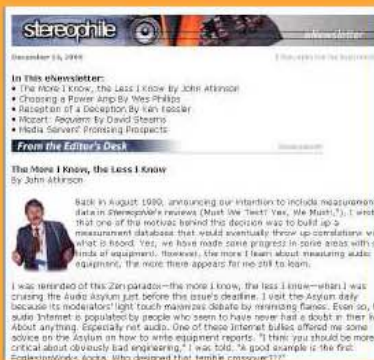 stereophile
eNewsletter
December 13,
In This eNewsletter:
• The More I Know, the Less I Know by John Atkinson
• Choosing a Power Amp By Wes Phillips
• Reception of a Deception By Ken Kessler
• Mozart: Requiem By David Stearns
• Media Servers' Promising Prospects
From the Editor's Desk
The More I Know, the Less I Know
By John Atkinson
Back in August 1989, announcing our intention to include measurement
data in Stereophile's reviews (Must We Test? Yes, We Must!"), I wrote
that one of the motives behind this decision was to build up a
measurement database that would eventually throw up correlations
what is heard. Yes, we have made some progress in some areas with
kinds of equipment. However, the more I learn about measuring audio
equipment, the more there appears for me still to learn.
I was reminded of this Zen paradox—the more I know, the less I know—when I was
cruising the Audio Asylum just before this issue's deadline. I visit the Asylum daily
because its moderators' light touch maximizes debate by minimizing flames. Even so,
audio Internet is populated by people who seem to have never had a doubt in their
About anything. Especially not audio. One of these Internet bullies offered me some
advice on the Asylum on how to write equipment reports. "I think you should be more
critical about obviously bad engineering," I was told. "A good example is the first
EgglestonWorks Andra. Who designed that terrible crossover???"